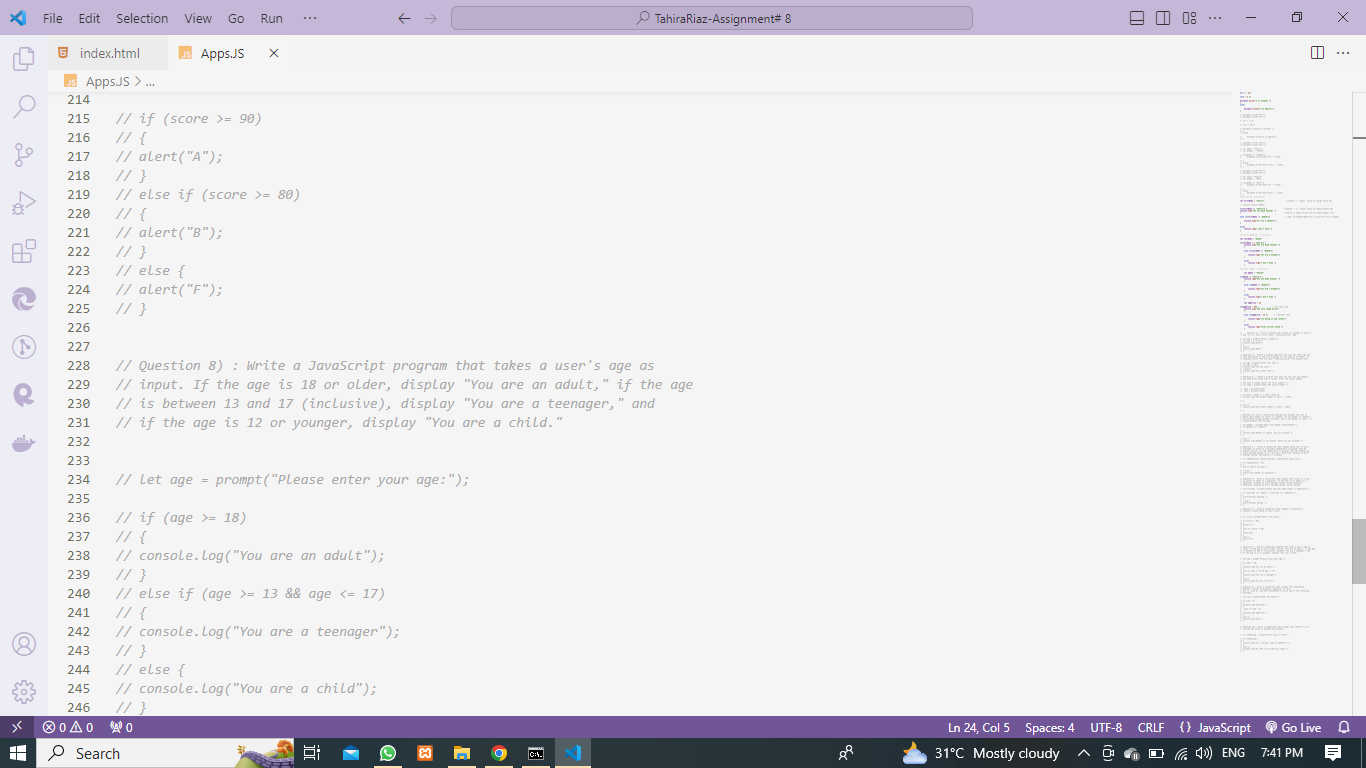 File Edit Selection View Go Run ··· TahiraRiaz-Assignment# 8
index.html JS Apps.JS
JS Apps.JS > ...
214
215 // if (score >= 90)
216 // {
217 // alert("A");
218 // }
219 // else if (score >= 80)
220 // {
221 // alert("B");
222 // }
223 // else {
224 // alert("F");
225 // }
226
227
228 // Question 8) : Write a JavaScript program that takes a user's age as
229 // input. If the age is 18 or older, display "You are an adult," if the age
230 // is between 13 and 17 (inclusive), display "You are a teenager," and
231 // if the age is 12 or younger, display "You are a child."
232
233
234 // let age = prompt("Please enter your age:");
235
236 // if (age >= 18)
237 // {
238 // console.log("You are an adult");
239 // }
240 // else if (age >= 13 && age <= 17)
241 // {
242 // console.log("You are a teenager");
243 // }
244 // else {
245 // console.log("You are a child");
246 // }
0 0 0 Ln 24, Col 5 Spaces: 4 UTF-8 CRLF {} JavaScript Go Live
Search 31°C Mostly cloudy ENG 7:41 PM